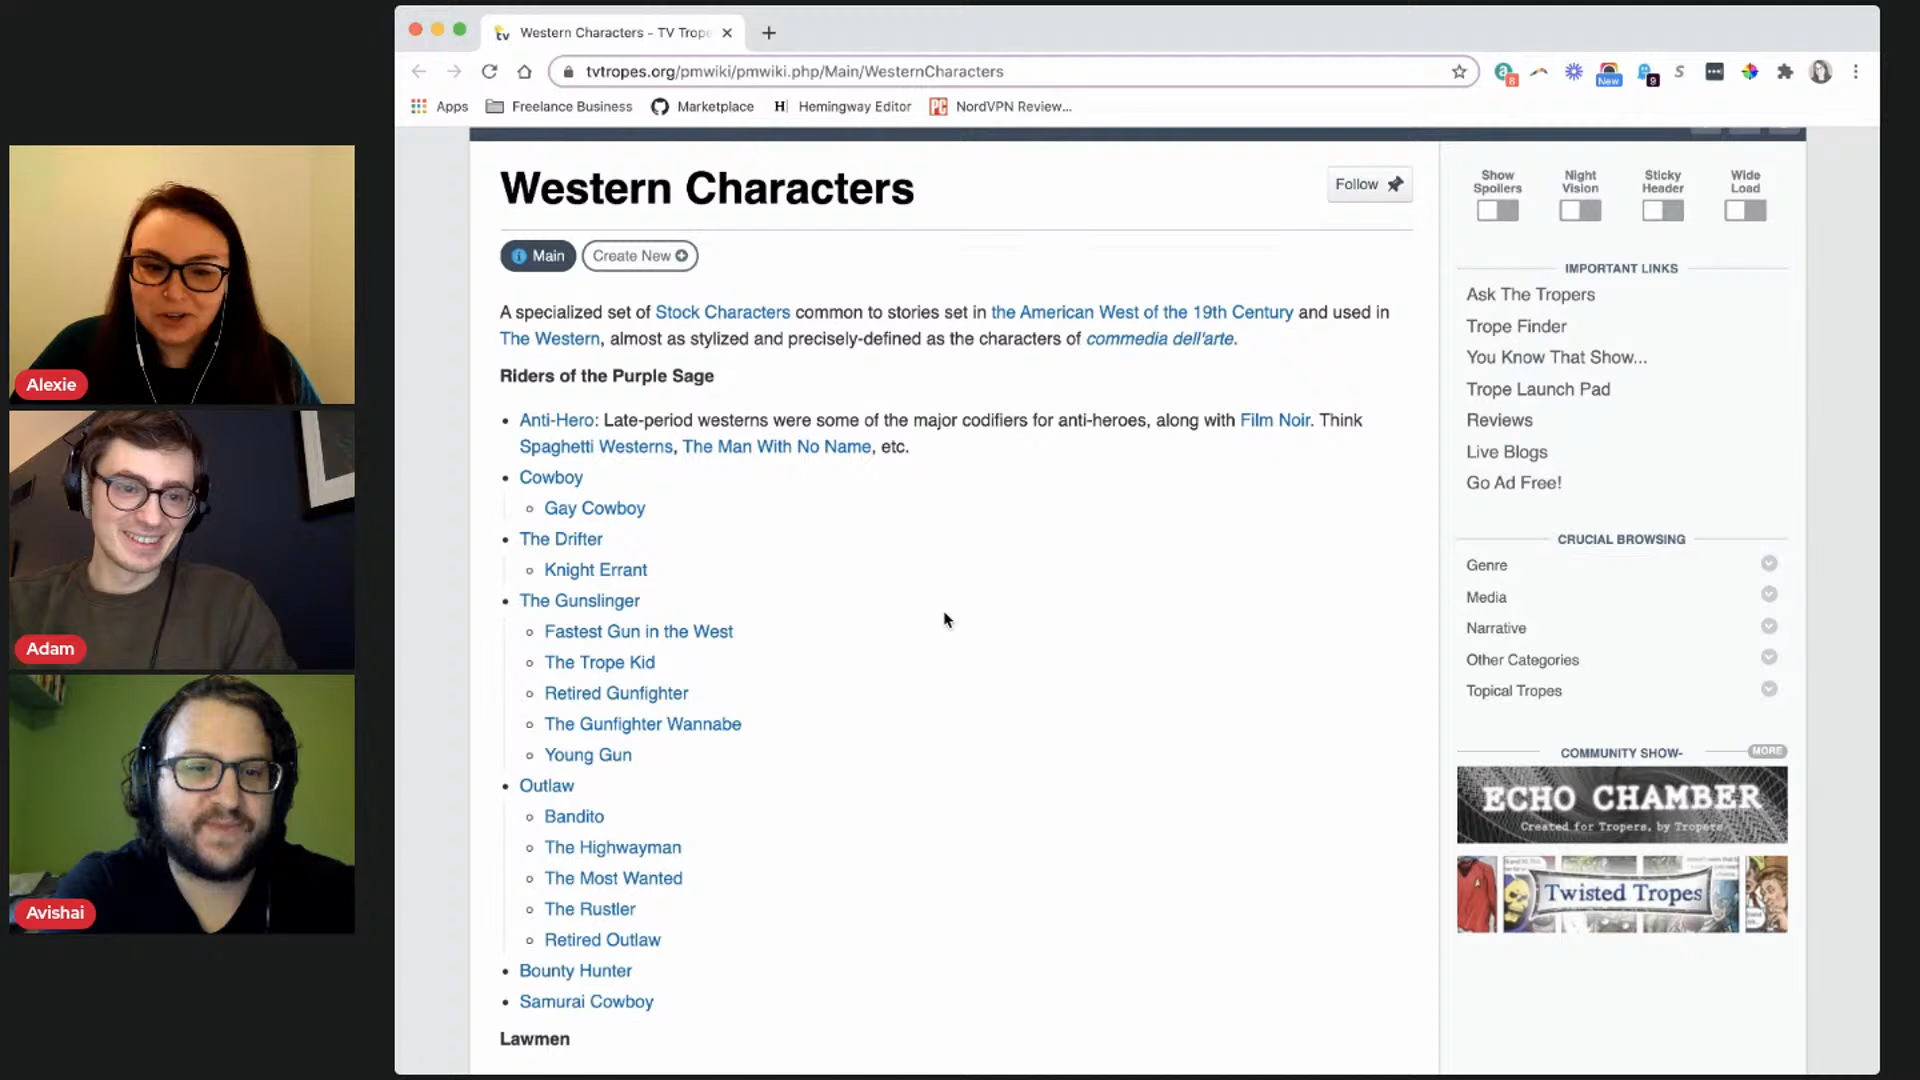 Western Characters - TV Trope
tvtropes.org/pmwiki/pmwiki.php/Main/WesternCharacters
8
New
9
Apps
Freelance Business
Marketplace
Hemingway Editor
NordVPN Review...
Western Characters
Follow
Main
Create New
A specialized set of Stock Characters common to stories set in the American West of the 19th Century and used in
The Western, almost as stylized and precisely-defined as the characters of commedia dell'arte.
Riders of the Purple Sage
Anti-Hero: Late-period westerns were some of the major codifiers for anti-heroes, along with Film Noir. Think
Spaghetti Westerns, The Man With No Name, etc.
Cowboy
Gay Cowboy
The Drifter
Knight Errant
The Gunslinger
Fastest Gun in the West
The Trope Kid
Retired Gunfighter
The Gunfighter Wannabe
Young Gun
Outlaw
Bandito
The Highwayman
The Most Wanted
The Rustler
Retired Outlaw
Bounty Hunter
Samurai Cowboy
Lawmen
Show Spoilers
Night Vision
Sticky Header
Wide Load
IMPORTANT LINKS
Ask The Tropers
Trope Finder
You Know That Show...
Trope Launch Pad
Reviews
Live Blogs
Go Ad Free!
CRUCIAL BROWSING
Genre
Media
Narrative
Other Categories
Topical Tropes
COMMUNITY SHOW-
MORE
ECHO CHAMBER
Created for Tropers, by Tropers
Twisted Tropes
Alexie
Adam
Avishai